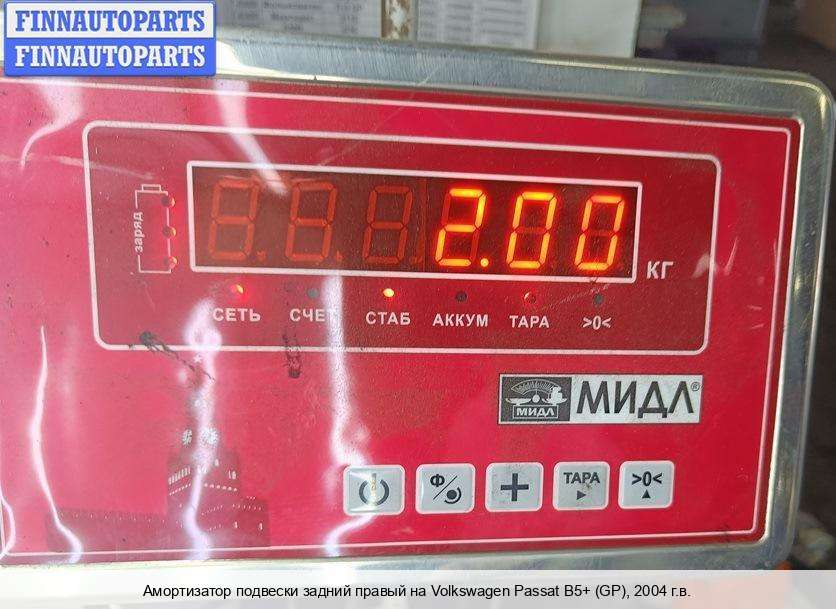 FINNAUTOPARTS
FINNAUTOPARTS
заряд
2.00
КГ
СЕТЬ СЧЕТ СТАБ АККУМ ТАРА >0<
МИДЛ МИДЛ®
Ф ТАРА >0<
Амортизатор подвески задний правый на Volkswagen Passat B5+ (GP), 2004 г.в.